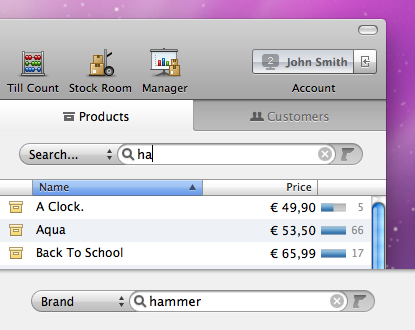 2 John Smith
Till Count Stock Room Manager Account
Products Customers
Search... ha
Name Price
A Clock. € 49,90 5
Aqua € 53,50 66
Back To School € 65,99 17
Brand hammer